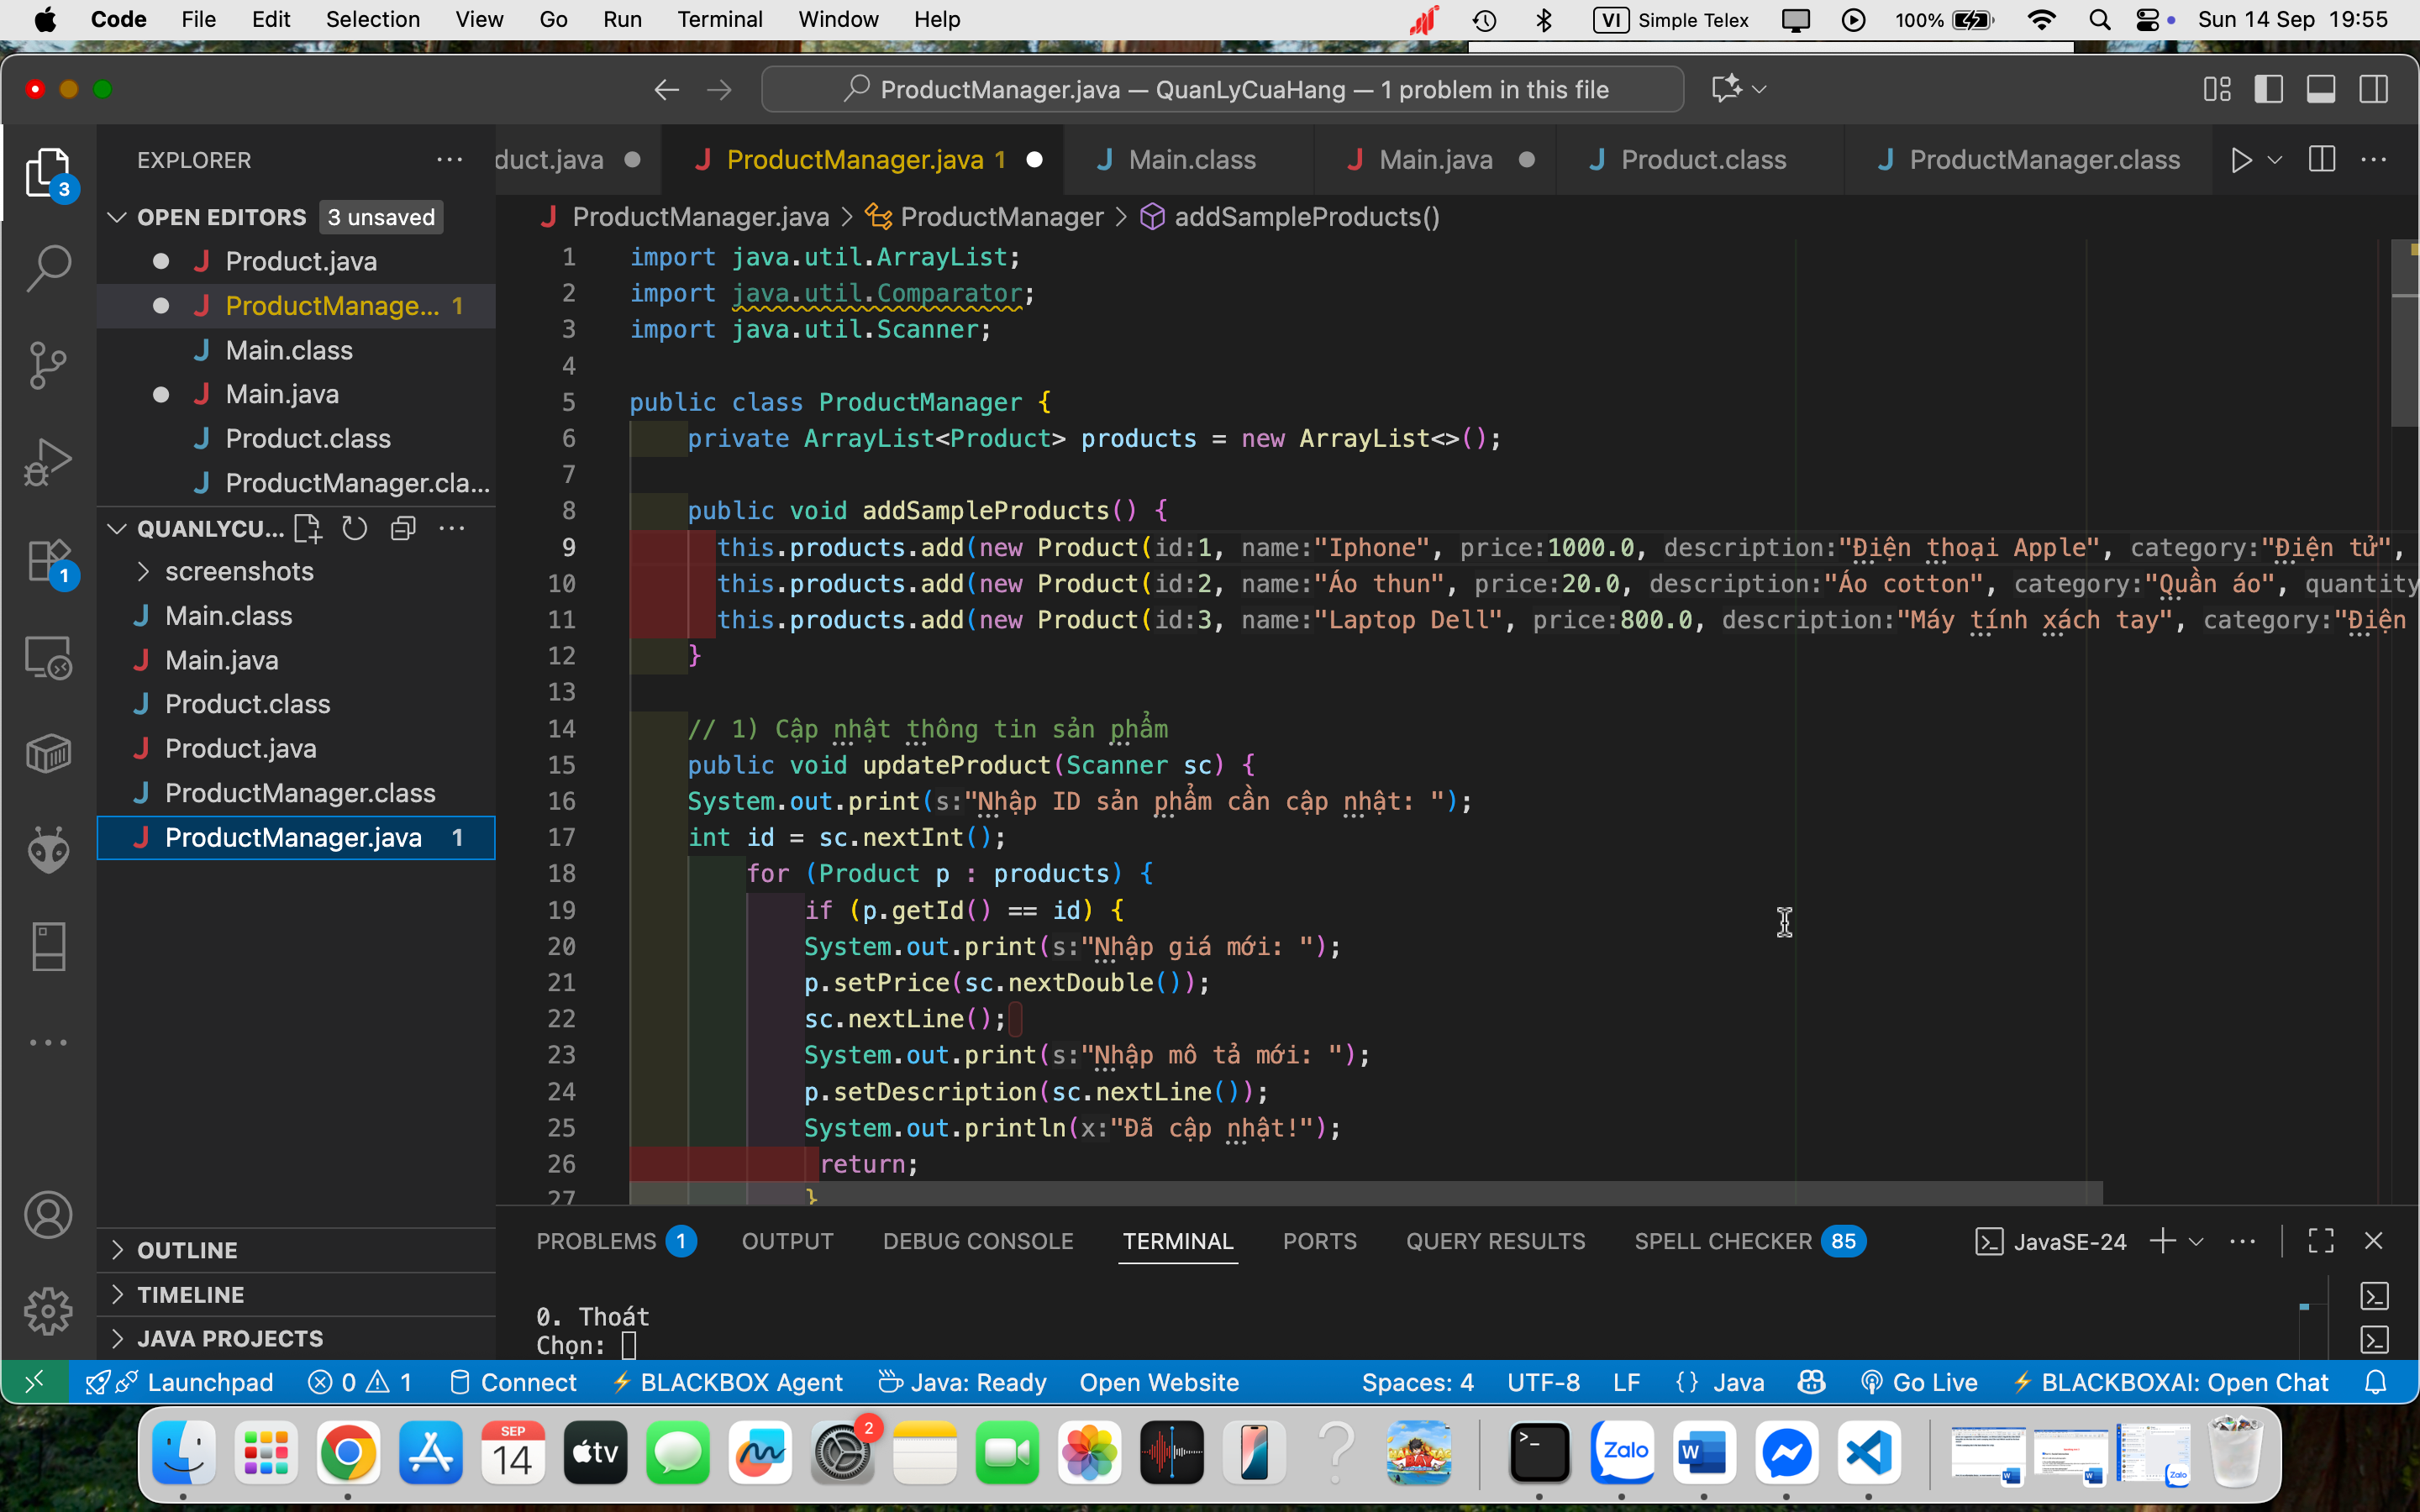 Code File Edit Selection View Go Run Terminal Window Help VI Simple Telex 100% Sun 14 Sep 19:55
ProductManager.java — QuanLyCuaHang — 1 problem in this file
EXPLORER
duct.java ProductManager.java 1 Main.class Main.java Product.class ProductManager.class
OPEN EDITORS 3 unsaved
Product.java
ProductManage... 1
Main.class
Main.java
Product.class
ProductManager.cla...
QUANLYCU...
screenshots
Main.class
Main.java
Product.class
Product.java
ProductManager.class
ProductManager.java 1
OUTLINE
TIMELINE
JAVA PROJECTS
3
1
ProductManager.java > ProductManager > addSampleProducts()
1 import java.util.ArrayList;
2 import java.util.Comparator;
3 import java.util.Scanner;
4
5 public class ProductManager {
6 private ArrayList<Product> products = new ArrayList<>();
7
8 public void addSampleProducts() {
9 this.products.add(new Product(id:1, name:"Iphone", price:1000.0, description:"Điện thoại Apple", category:"Điện tử",
10 this.products.add(new Product(id:2, name:"Áo thun", price:20.0, description:"Áo cotton", category:"Quần áo", quantity
11 this.products.add(new Product(id:3, name:"Laptop Dell", price:800.0, description:"Máy tính xách tay", category:"Điện
12 }
13
14 // 1) Cập nhật thông tin sản phẩm
15 public void updateProduct(Scanner sc) {
16 System.out.print(s:"Nhập ID sản phẩm cần cập nhật: ");
17 int id = sc.nextInt();
18 for (Product p : products) {
19 if (p.getId() == id) {
20 System.out.print(s:"Nhập giá mới: ");
21 p.setPrice(sc.nextDouble());
22 sc.nextLine();
23 System.out.print(s:"Nhập mô tả mới: ");
24 p.setDescription(sc.nextLine());
25 System.out.println(x:"Đã cập nhật!");
26 return;
27 }
PROBLEMS 1 OUTPUT DEBUG CONSOLE TERMINAL PORTS QUERY RESULTS SPELL CHECKER 85 JavaSE-24
0. Thoát
Chọn:
Launchpad 0 1 Connect BLACKBOX Agent Java: Ready Open Website Spaces: 4 UTF-8 LF {} Java Go Live BLACKBOXAI: Open Chat
SEP
14
tv
2
Zalo
W